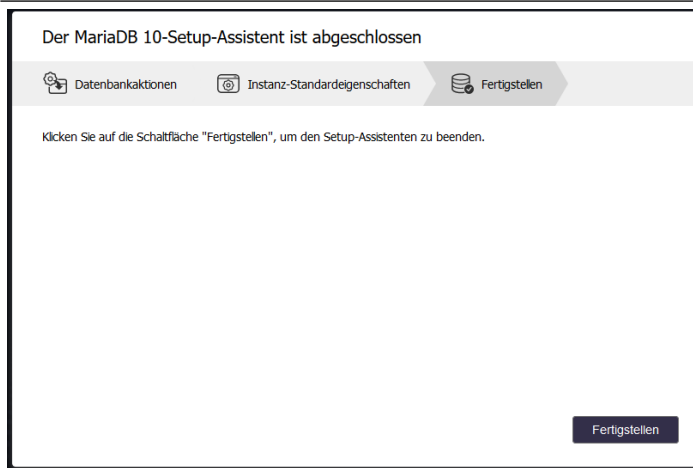 Der MariaDB 10-Setup-Assistent ist abgeschlossen
Datenbankaktionen
Instanz-Standardeigenschaften
Fertigstellen
Klicken Sie auf die Schaltfläche "Fertigstellen", um den Setup-Assistenten zu beenden.
Fertigstellen